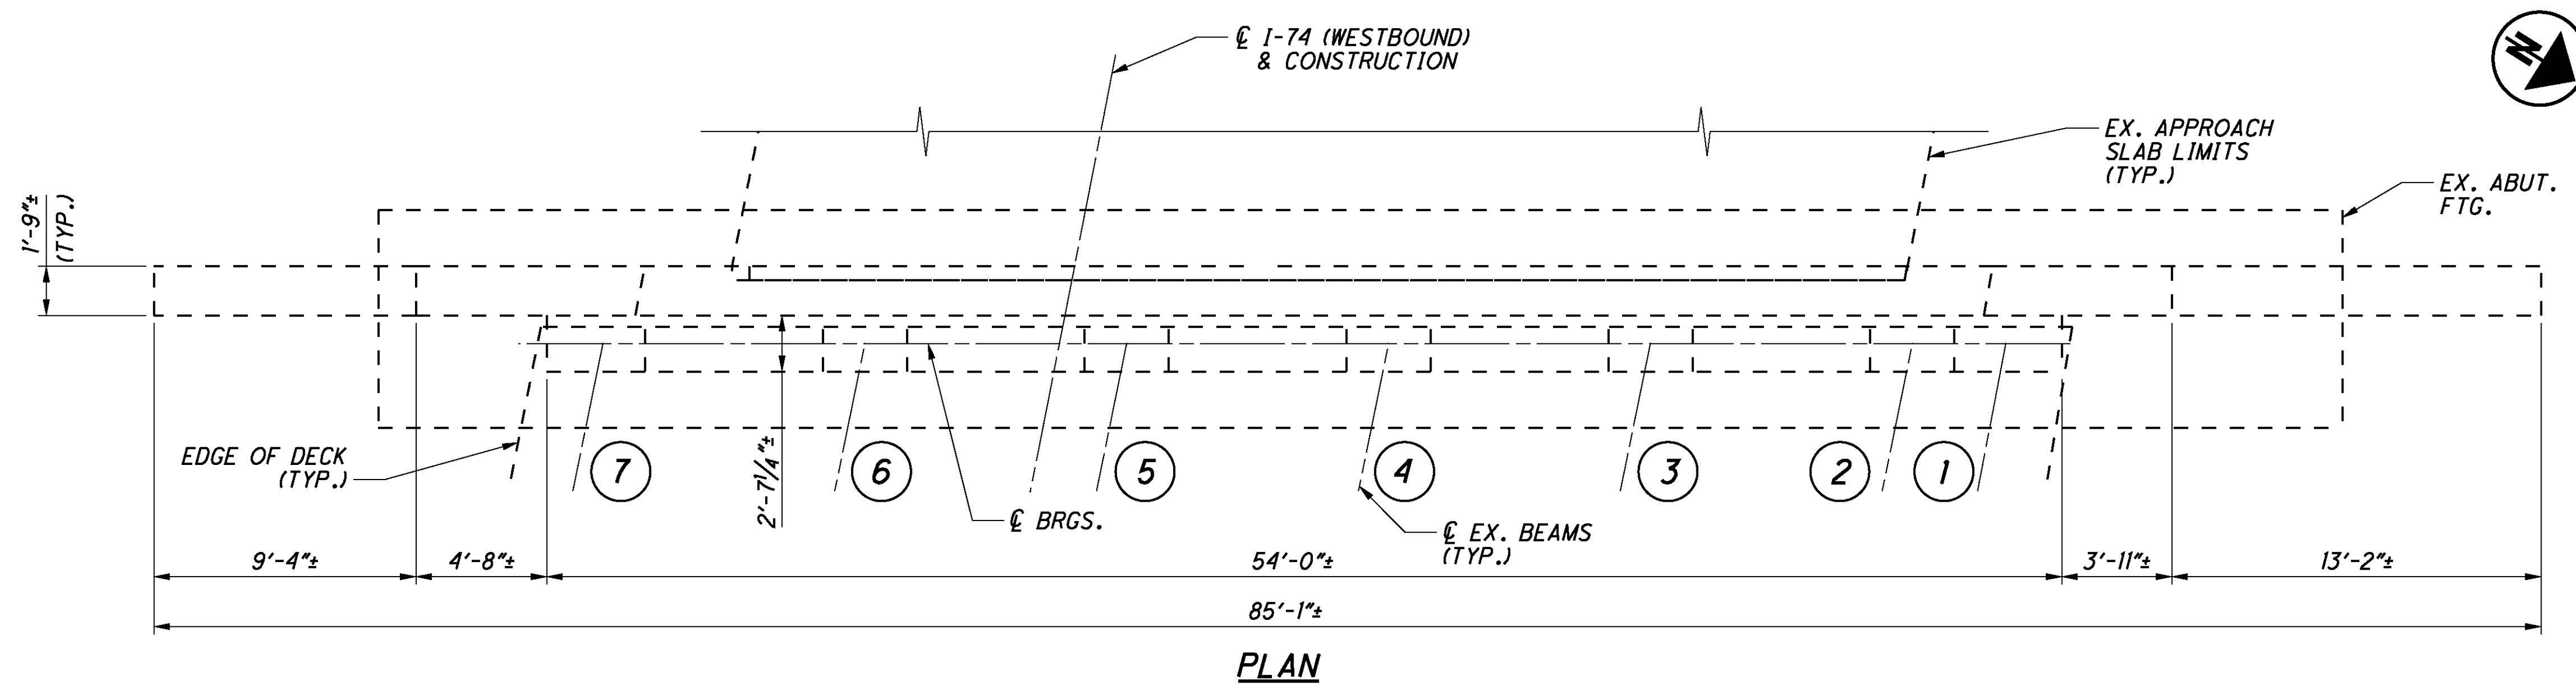 ℄ I-74 (WESTBOUND)
& CONSTRUCTION
N
EX. APPROACH
SLAB LIMITS
(TYP.)
EX. ABUT.
FTG.
1'-9"±
(TYP.)
EDGE OF DECK
(TYP.)
7
6
5
4
3
2
1
2'-7 1/4"±
℄ BRGS.
℄ EX. BEAMS
(TYP.)
9'-4"±
4'-8"±
54'-0"±
3'-11"±
13'-2"±
85'-1"±
PLAN